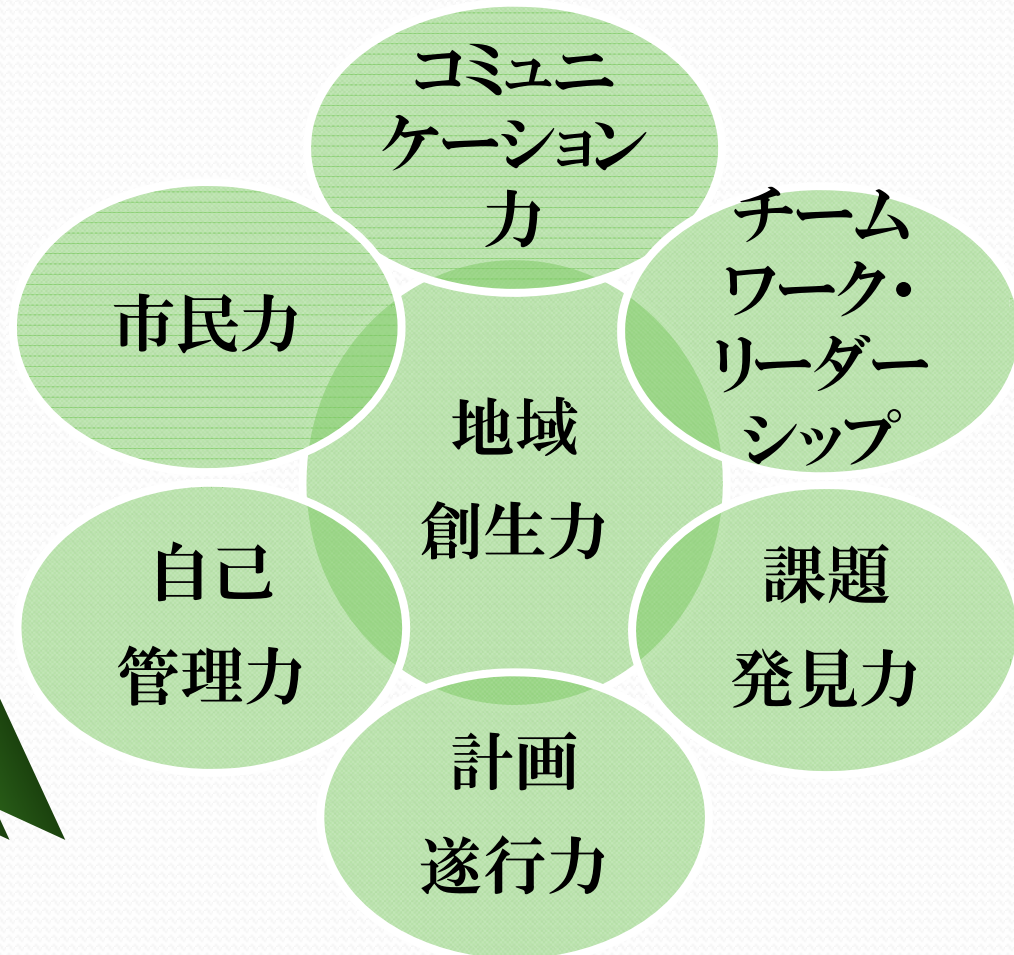 コミュニ
ケーション
力
チーム
ワーク・
リーダー
シップ
市民力
地域
創生力
自己
管理力
課題
発見力
計画
遂行力